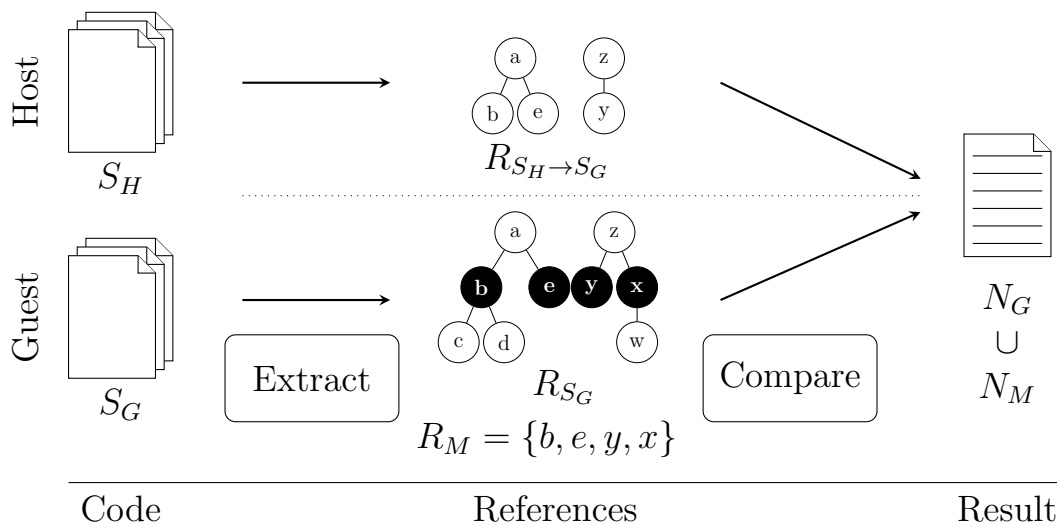 Host
S_H
a
z
b
e
y
R_{S_H→S_G}
Guest
S_G
a
z
b
e
y
x
c
d
w
R_{S_G}
R_M = {b, e, y, x}
Extract
Compare
N_G
∪
N_M
Code
References
Result